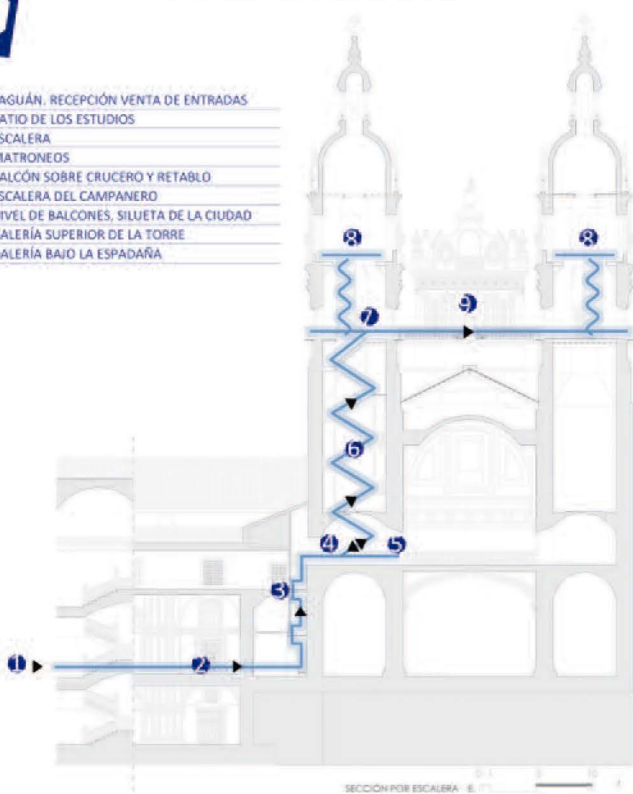 AGUÁN. RECEPCIÓN VENTA DE ENTRADAS
ATIO DE LOS ESTUDIOS
SCALERA
MATRONEOS
ALCÓN SOBRE CRUCERO Y RETABLO
SCALERA DEL CAMPANERO
IVEL DE BALCONES, SILUETA DE LA CIUDAD
ALERÍA SUPERIOR DE LA TORRE
ALERÍA BAJO LA ESPADAÑA
8 8
9
7
6
4 5
3
1 2
SECCIÓN POR ESCALERA E.